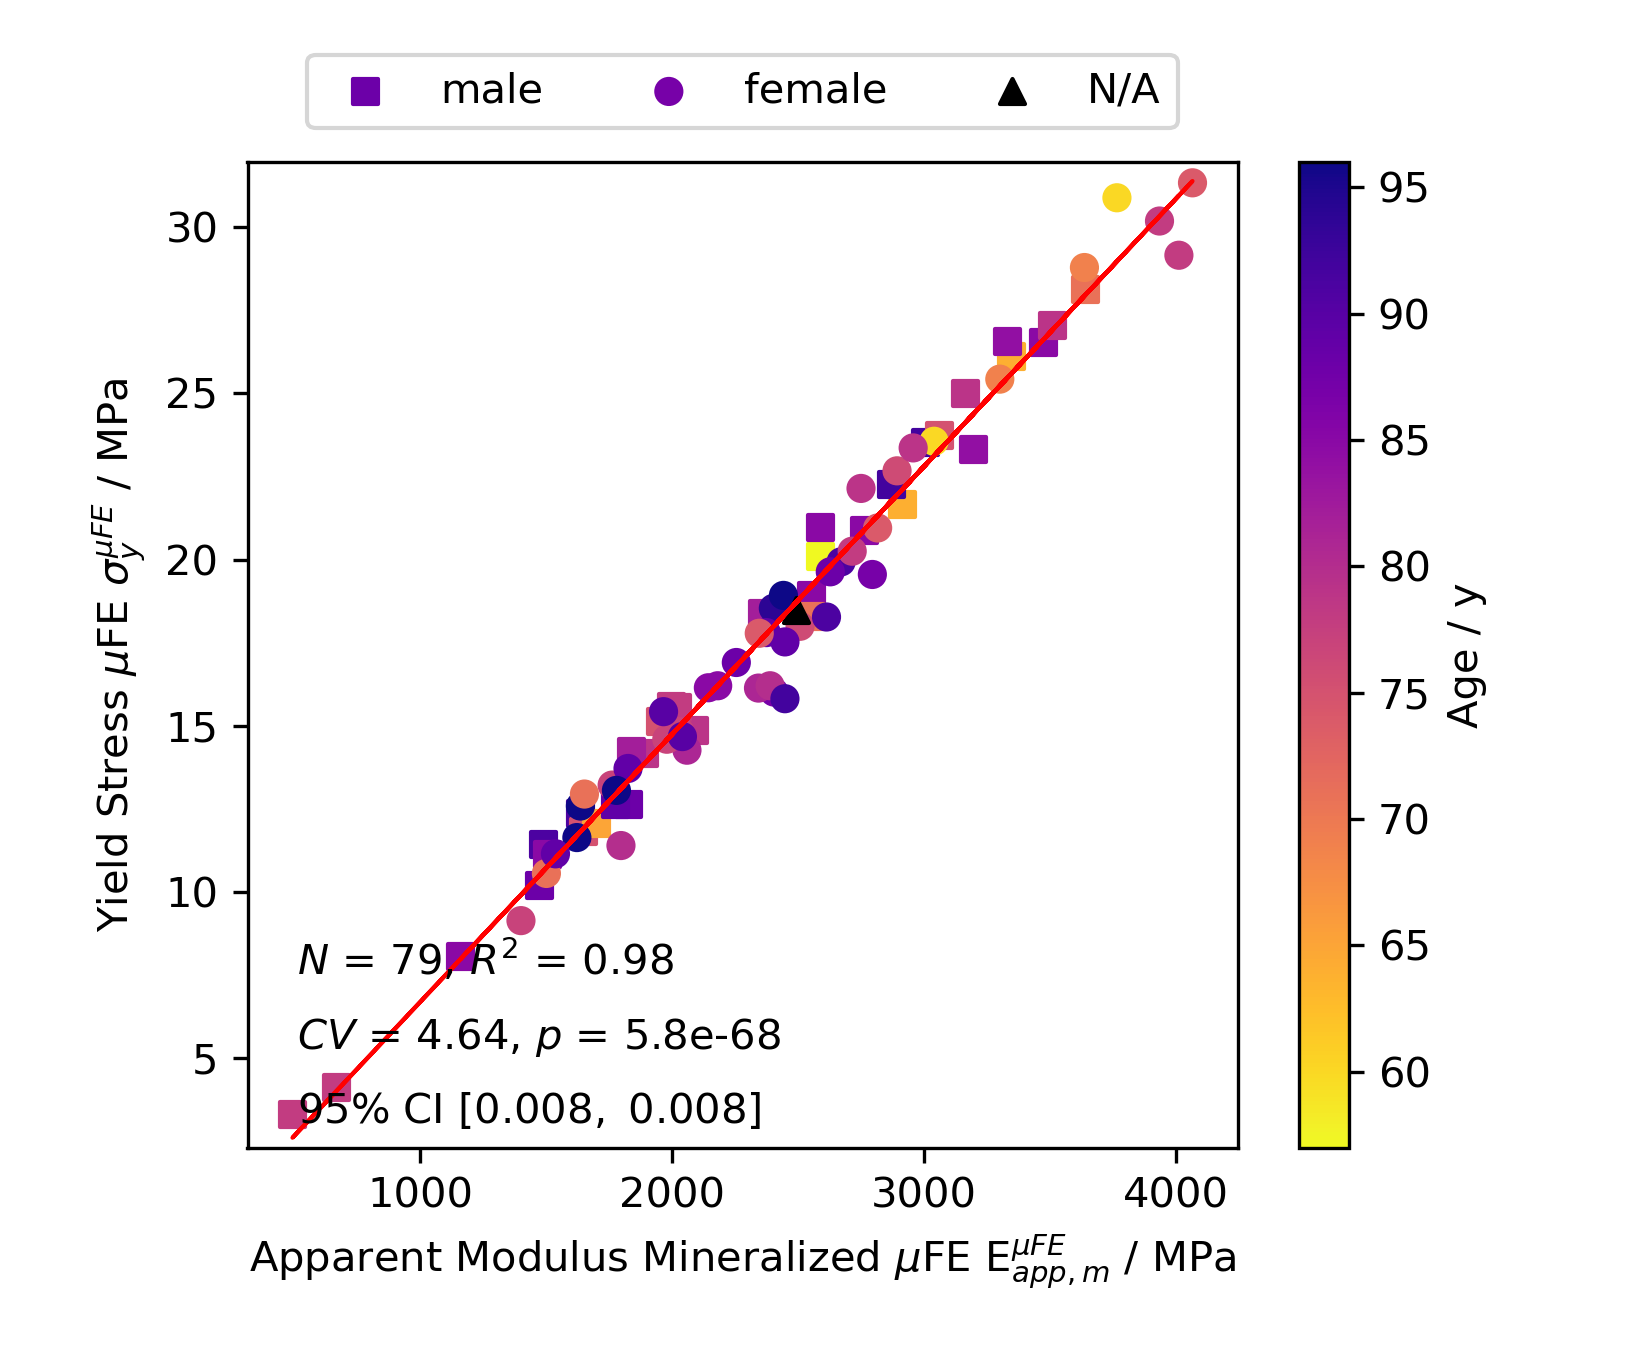 male female N/A
30
25
20
15
10
5
Yield Stress μFE σ_y^{μFE} / MPa
N = 79, R² = 0.98
CV = 4.64, p = 5.8e-68
95% CI [0.008, 0.008]
1000 2000 3000 4000
Apparent Modulus Mineralized μFE E_{app, m}^{μFE} / MPa
95
90
85
80
75
70
65
60
Age / y